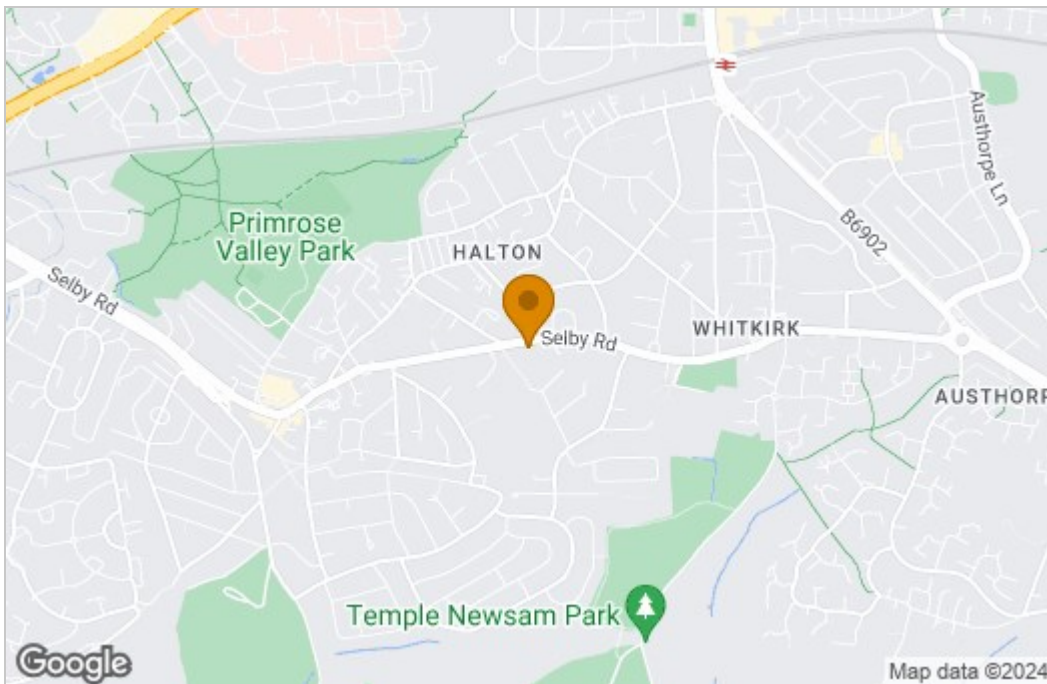 Austhorpe Ln
Primrose
Valley Park
HALTON
B6902
Selby Rd
Selby Rd
WHITKIRK
AUSTHORP
Temple Newsam Park
Google
Map data ©2024